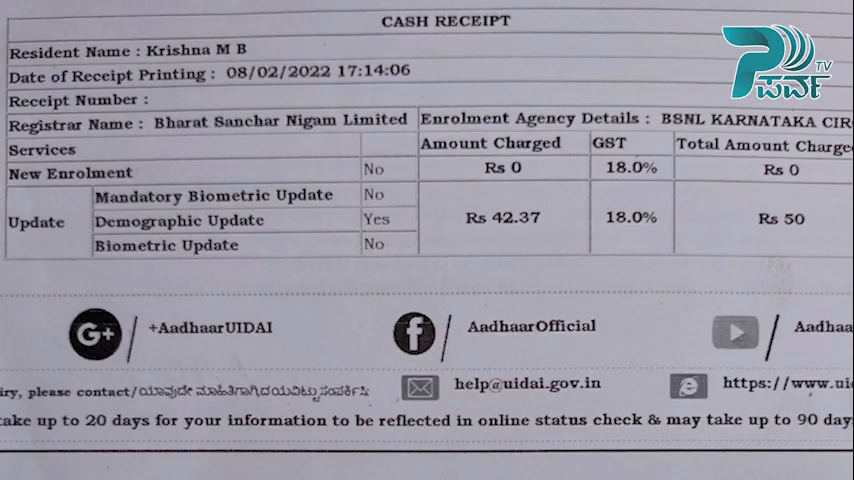 CASH RECEIPT
ಪರ್ವ TV
Resident Name : Krishna M B
Date of Receipt Printing : 08/02/2022 17:14:06
Receipt Number :
Registrar Name : Bharat Sanchar Nigam Limited Enrolment Agency Details : BSNL KARNATAKA CIR
Services Amount Charged GST Total Amount Charged
New Enrolment No Rs 0 18.0% Rs 0
Mandatory Biometric Update No
Update Demographic Update Yes Rs 42.37 18.0% Rs 50
Biometric Update No
G+ +AadhaarUIDAI f AadhaarOfficial Aadhaa
iry, please contact/ಯಾವುದೇ ಮಾಹಿತಿಗಾಗಿ,ದಯವಿಟ್ಟುಸಂಪರ್ಕಿಸಿ help@uidai.gov.in https://www.uid
take up to 20 days for your information to be reflected in online status check & may take up to 90 day